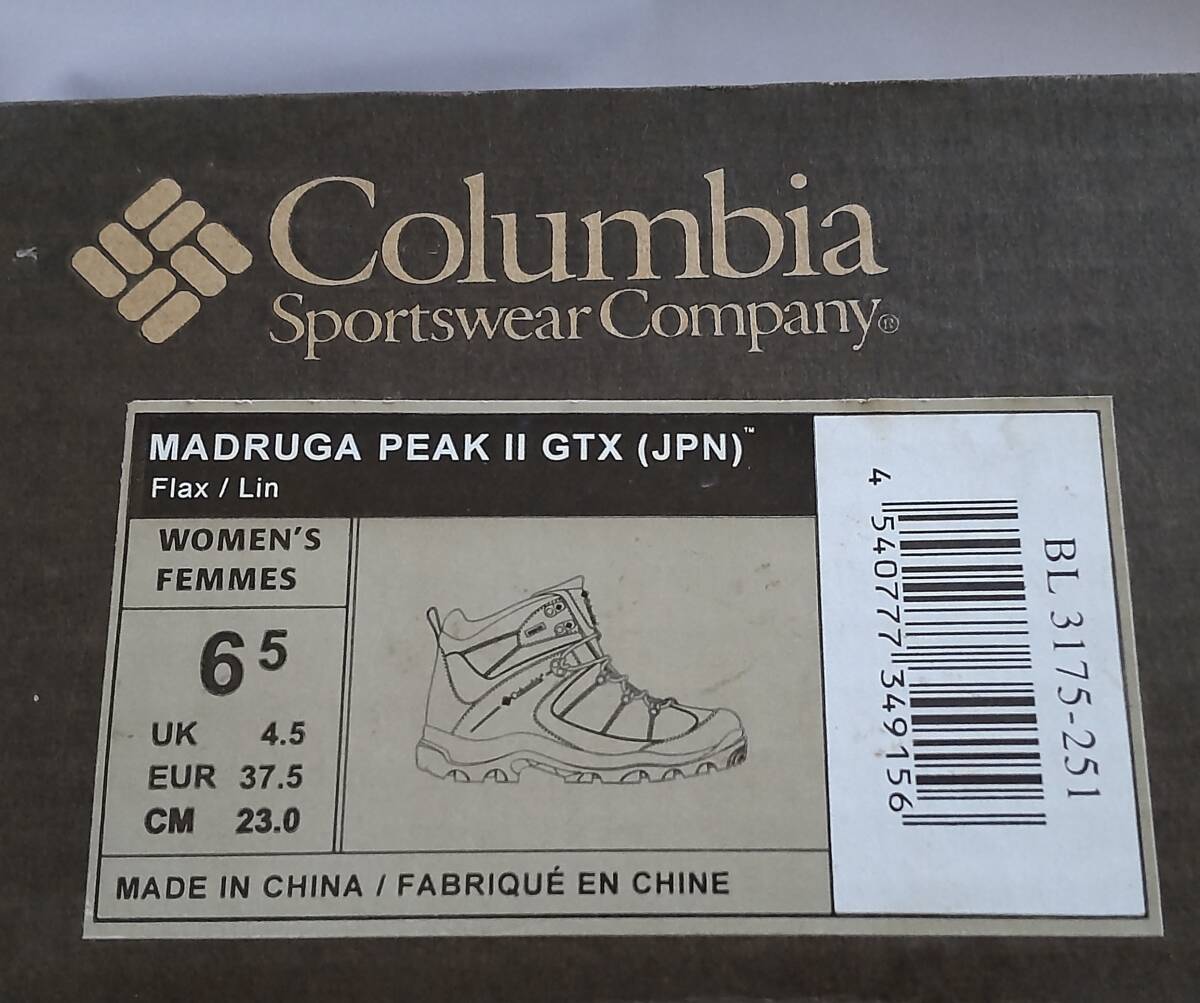 Columbia
Sportswear Company®
MADRUGA PEAK II GTX (JPN)™
Flax / Lin
WOMEN'S
FEMMES
6 5
UK 4.5
EUR 37.5
CM 23.0
Columbia
MADE IN CHINA / FABRIQUÉ EN CHINE
BL 3175-251
4 540777 349156